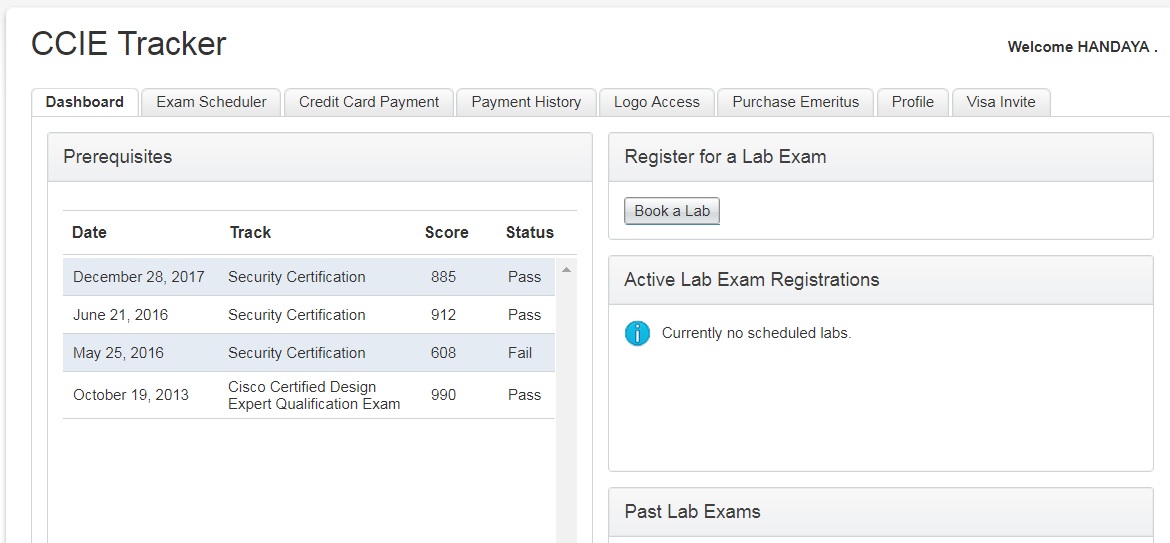 CCIE Tracker
Welcome HANDAYA .
Dashboard Exam Scheduler Credit Card Payment Payment History Logo Access Purchase Emeritus Profile Visa Invite
Prerequisites
Date Track Score Status
December 28, 2017 Security Certification 885 Pass
June 21, 2016 Security Certification 912 Pass
May 25, 2016 Security Certification 608 Fail
October 19, 2013 Cisco Certified Design 990 Pass
Expert Qualification Exam
Register for a Lab Exam
Book a Lab
Active Lab Exam Registrations
Currently no scheduled labs.
Past Lab Exams